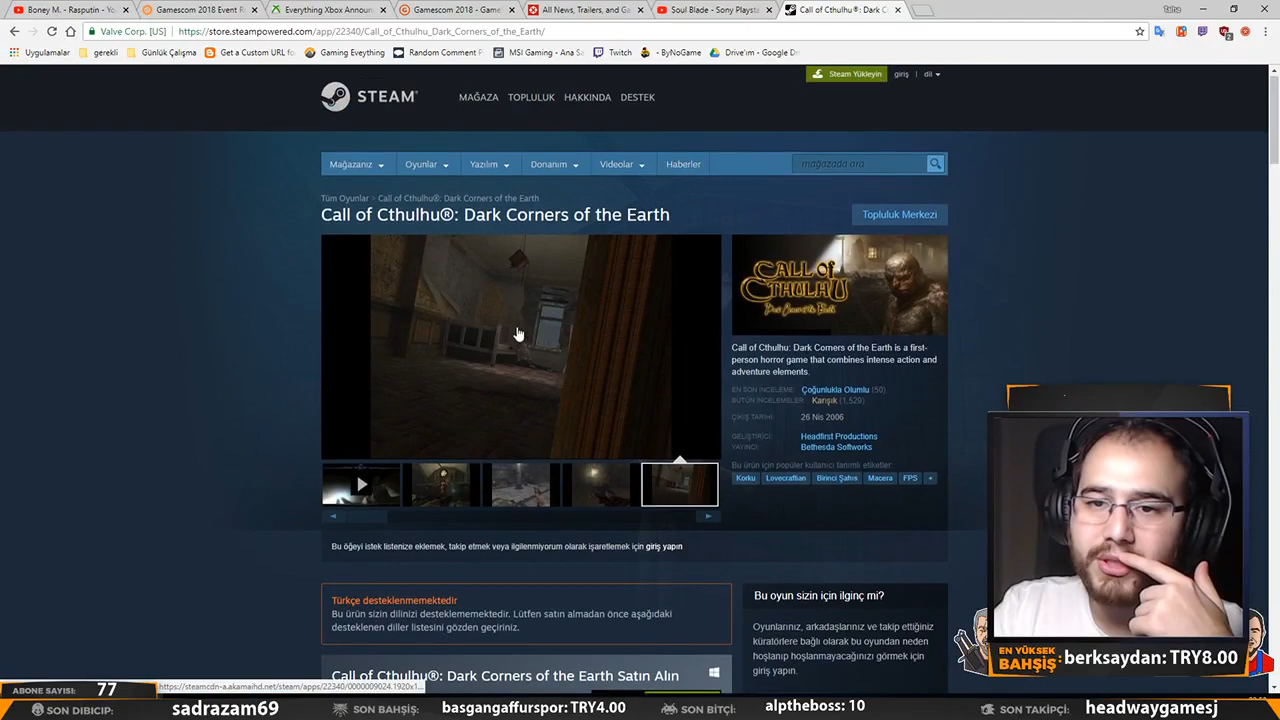 Boney M. - Rasputin - Yo
Gamescom 2018 Event R
Everything Xbox Announ
Gamescom 2018 - Game
All News, Trailers, and Ga
Soul Blade - Sony Playsta
Call of Cthulhu®: Dark C
Valve Corp. [US]
https://store.steampowered.com/app/22340/Call_of_Cthulhu_Dark_Corners_of_the_Earth/
Uygulamalar
gerekli
Günlük Çalışma
Get a Custom URL for
Gaming Eveything
Random Comment P
MSI Gaming - Ana Sa
Twitch
- ByNoGame
Drive'ım - Google Dr
Steam Yükleyin
giriş
dil
STEAM
MAĞAZA
TOPLULUK
HAKKINDA
DESTEK
Mağazanız
Oyunlar
Yazılım
Donanım
Videolar
Haberler
mağazada ara
Tüm Oyunlar > Call of Cthulhu®: Dark Corners of the Earth
Call of Cthulhu®: Dark Corners of the Earth
Topluluk Merkezi
CALL OF
CTHULHU
Dark Corners of the Earth
Call of Cthulhu: Dark Corners of the Earth is a first-
person horror game that combines intense action and
adventure elements.
EN SON İNCELEME: Çoğunlukla Olumlu (50)
BÜTÜN İNCELEMELER: Karışık (1,529)
ÇIKIŞ TARİHİ: 26 Nis 2006
GELİŞTİRİCİ: Headfirst Productions
YAYINCI: Bethesda Softworks
Bu ürün için popüler kullanıcı tanımlı etiketler:
Korku
Lovecraftian
Birinci Şahıs
Macera
FPS
+
Bu öğeyi istek listenize eklemek, takip etmek veya ilgilenmiyorum olarak işaretlemek için giriş yapın
Türkçe desteklenmemektedir
Bu ürün sizin dilinizi desteklememektedir. Lütfen satın almadan önce aşağıdaki
desteklenen diller listesini gözden geçiriniz.
Bu oyun sizin için ilginç mi?
Oyunlarınız, arkadaşlarınız ve takip ettiğiniz
küratörlere bağlı olarak bu oyundan neden
hoşlanıp hoşlanmayacağınızı görmek için
giriş yapın.
Call of Cthulhu®: Dark Corners of the Earth Satın Alın
EN YÜKSEK
BAHŞİŞ
berksaydan: TRY8.00
ABONE SAYISI: 77
https://steamcdn-a.akamaihd.net/steam/apps/22340/0000009024.1920x1...
SON DIBICIP: sadrazam69
SON BAHŞİŞ: basgangaffurspor: TRY4.00
SON BİTÇİ: alptheboss: 10
SON TAKİPÇİ: headwaygamesj